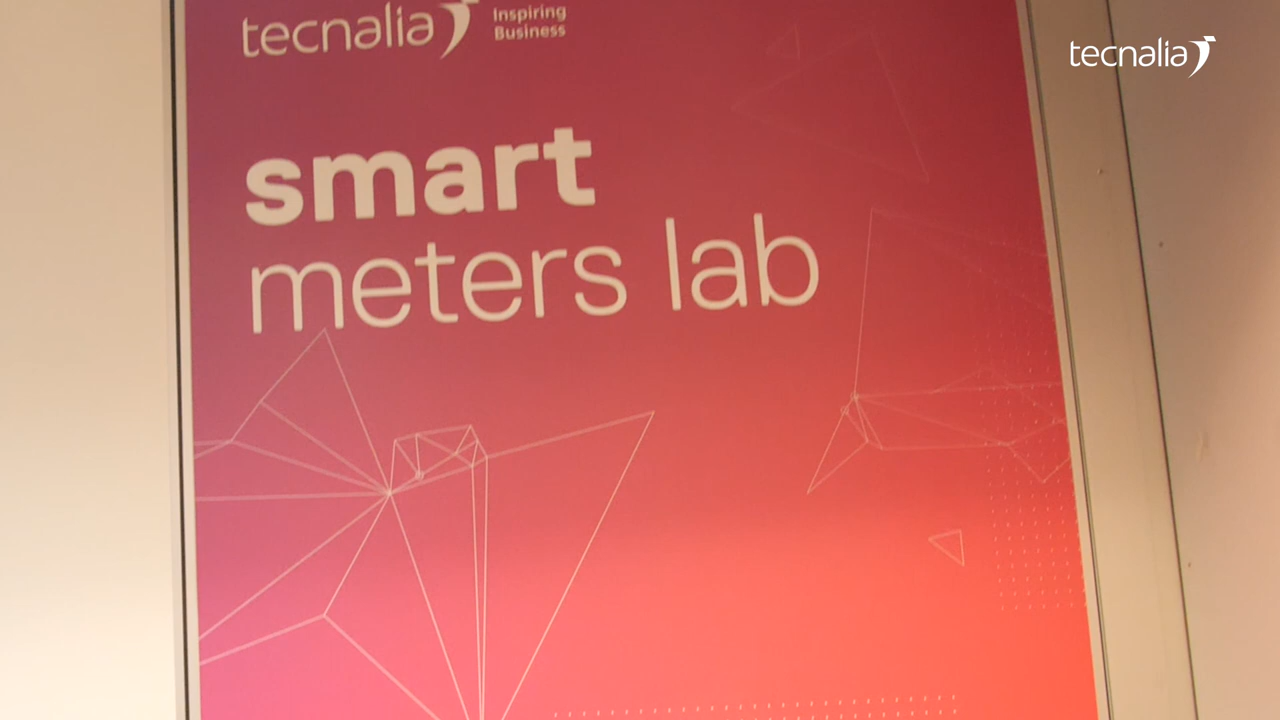 tecnalia
Inspiring
Business
tecnalia
smart
meters lab